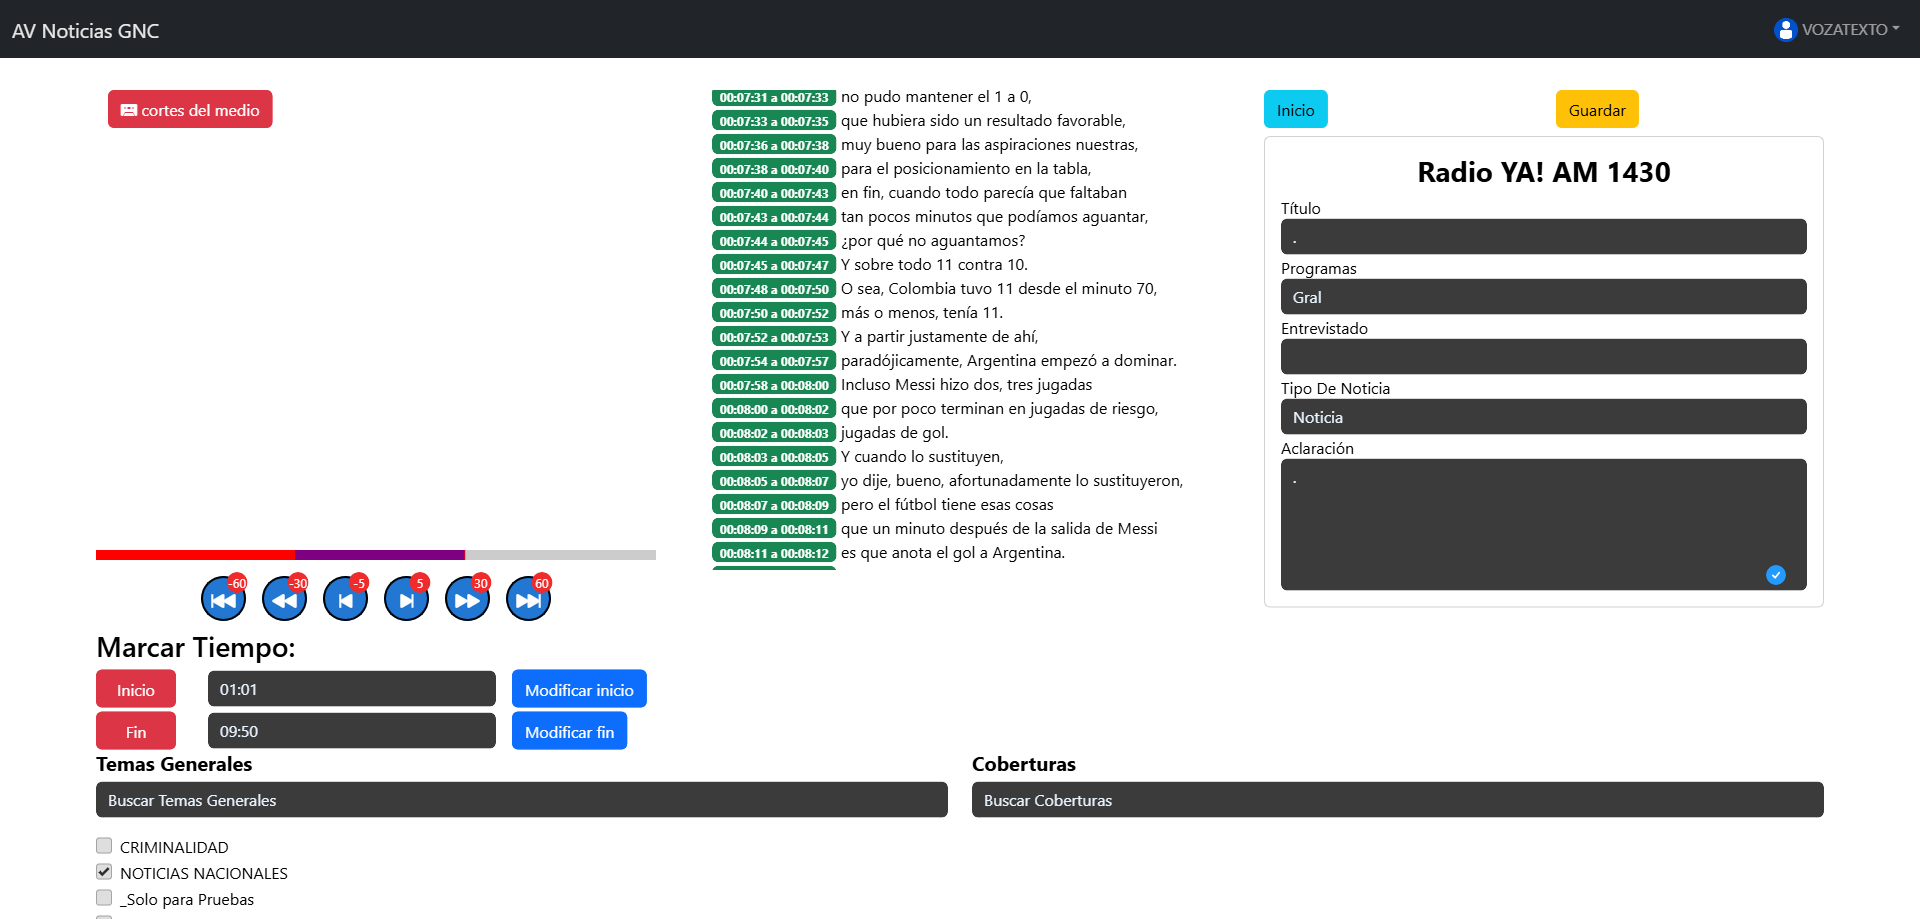 AV Noticias GNC
VOZATEXTO
cortes del medio
00:07:31 a 00:07:33 no pudo mantener el 1 a 0,
00:07:33 a 00:07:35 que hubiera sido un resultado favorable,
00:07:36 a 00:07:38 muy bueno para las aspiraciones nuestras,
00:07:38 a 00:07:40 para el posicionamiento en la tabla,
00:07:40 a 00:07:43 en fin, cuando todo parecía que faltaban
00:07:43 a 00:07:44 tan pocos minutos que podíamos aguantar,
00:07:44 a 00:07:45 ¿por qué no aguantamos?
00:07:45 a 00:07:47 Y sobre todo 11 contra 10.
00:07:48 a 00:07:50 O sea, Colombia tuvo 11 desde el minuto 70,
00:07:50 a 00:07:52 más o menos, tenía 11.
00:07:52 a 00:07:53 Y a partir justamente de ahí,
00:07:54 a 00:07:57 paradójicamente, Argentina empezó a dominar.
00:07:58 a 00:08:00 Incluso Messi hizo dos, tres jugadas
00:08:00 a 00:08:02 que por poco terminan en jugadas de riesgo,
00:08:02 a 00:08:03 jugadas de gol.
00:08:03 a 00:08:05 Y cuando lo sustituyen,
00:08:05 a 00:08:07 yo dije, bueno, afortunadamente lo sustituyeron,
00:08:07 a 00:08:09 pero el fútbol tiene esas cosas
00:08:09 a 00:08:11 que un minuto después de la salida de Messi
00:08:11 a 00:08:12 es que anota el gol a Argentina.
Inicio
Guardar
Radio YA! AM 1430
Título
.
Programas
Gral
Entrevistado
Tipo De Noticia
Noticia
Aclaración
.
-60
-30
-5
5
30
60
Marcar Tiempo:
Inicio
01:01
Modificar inicio
Fin
09:50
Modificar fin
Temas Generales
Buscar Temas Generales
CRIMINALIDAD
NOTICIAS NACIONALES
_Solo para Pruebas
Coberturas
Buscar Coberturas